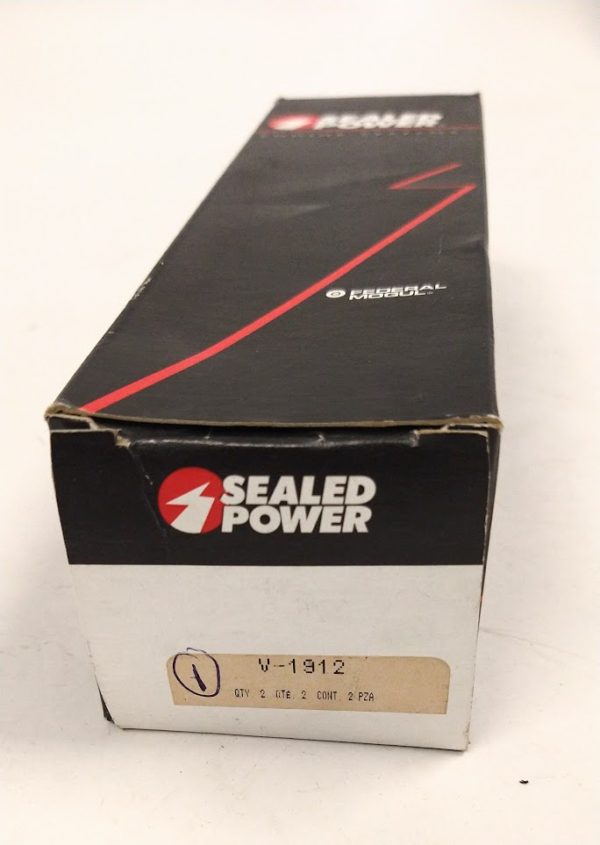 SEALED
POWER
FEDERAL
MOGUL
SEALED
POWER
1
V-1912
QTY. 2 QTE. 2 CONT. 2 PZA